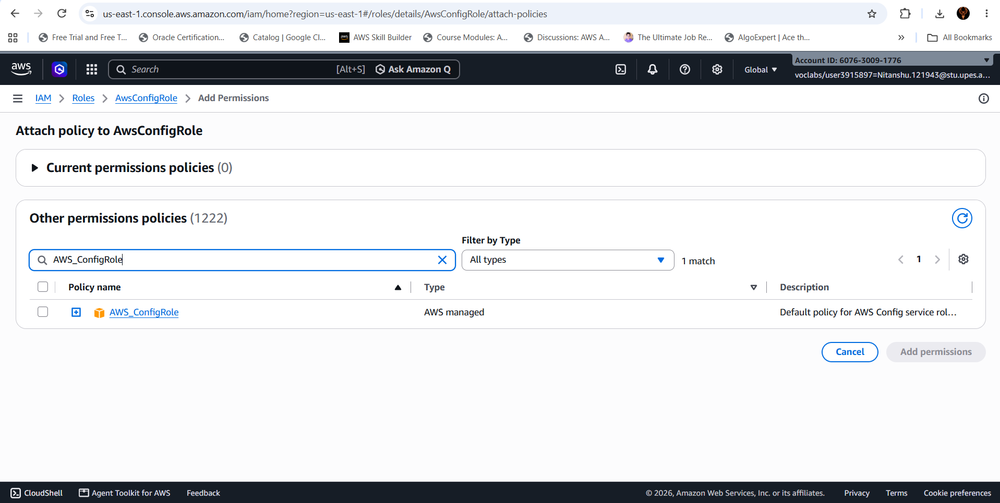 us-east-1.console.aws.amazon.com/iam/home?region=us-east-1#/roles/details/AwsConfigRole/attach-policies
Free Trial and Free T... Oracle Certification... Catalog | Google Cl... aws AWS Skill Builder Course Modules: A... Discussions: AWS A... The Ultimate Job Re... AlgoExpert | Ace th... » All Bookmarks
aws Search [Alt+S] Ask Amazon Q Global Account ID: 6076-3009-1776
voclabs/user3915897=Nitanshu.121943@stu.upes.a...
IAM Roles AwsConfigRole Add Permissions
Attach policy to AwsConfigRole
Current permissions policies (0)
Other permissions policies (1222)
Filter by Type
AWS_ConfigRole All types 1 match 1
Policy name Type Description
AWS_ConfigRole AWS managed Default policy for AWS Config service rol...
Cancel Add permissions
CloudShell Agent Toolkit for AWS Feedback © 2026, Amazon Web Services, Inc. or its affiliates. Privacy Terms Cookie preferences